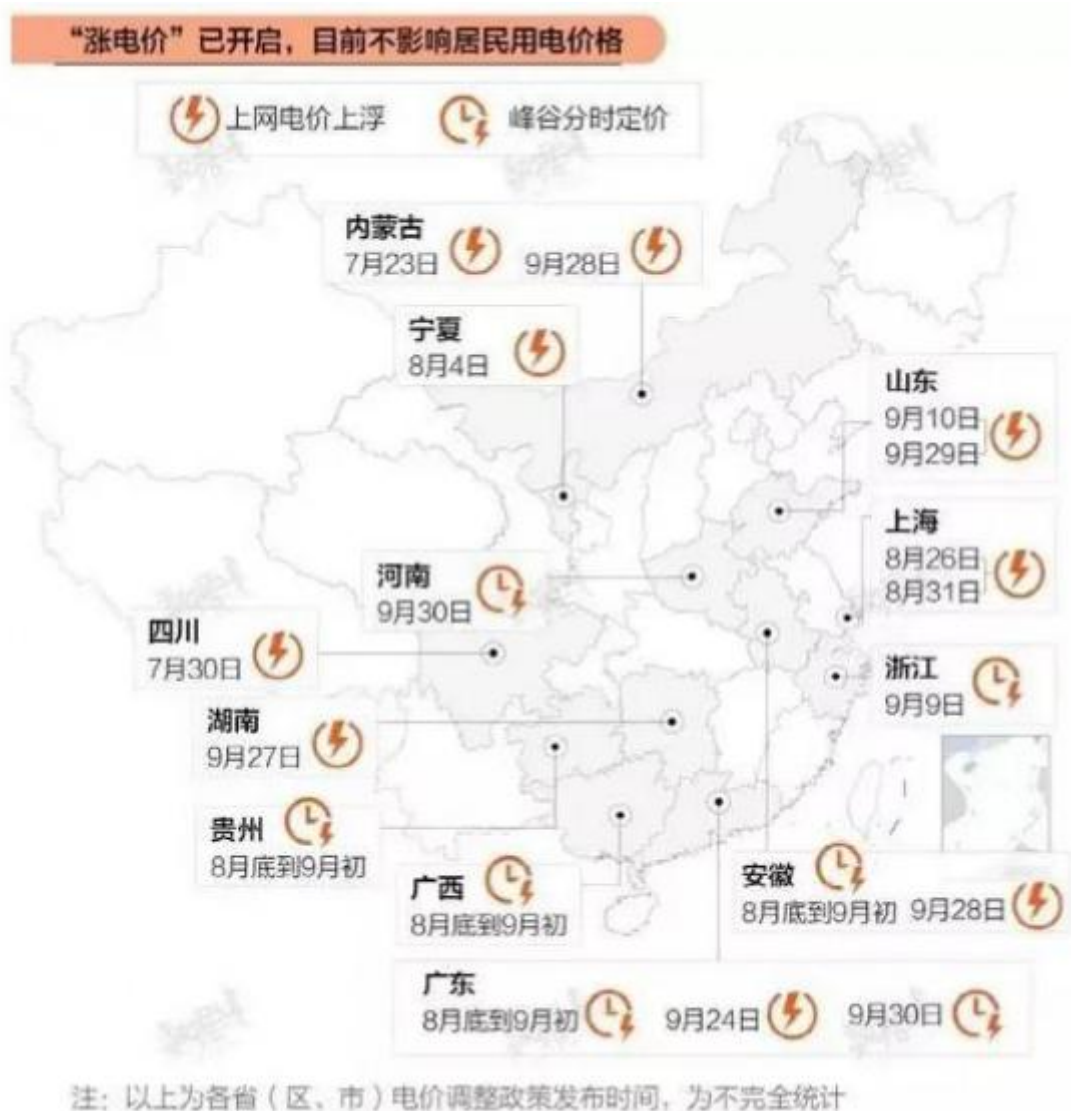 “涨电价”已开启，目前不影响居民用电价格
上网电价上浮 峰谷分时定价
内蒙古
7月23日 9月28日
宁夏
8月4日
山东
9月10日
9月29日
上海
8月26日
8月31日
河南
9月30日
四川
7月30日
浙江
9月9日
湖南
9月27日
贵州
8月底到9月初
广西
8月底到9月初
安徽
8月底到9月初 9月28日
广东
8月底到9月初 9月24日 9月30日
注：以上为各省（区、市）电价调整政策发布时间，为不完全统计